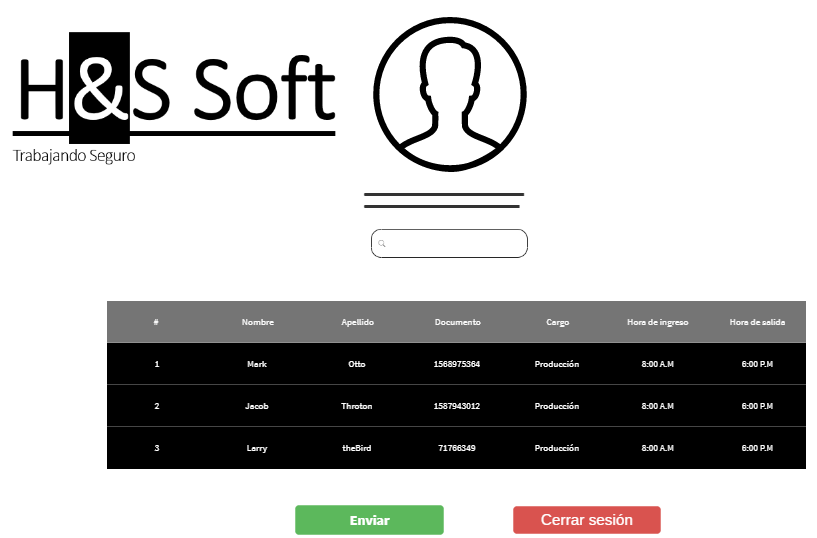 H&S Soft
Trabajando Seguro
# Nombre Apellido Documento Cargo Hora de ingreso Hora de salida
1 Mark Otto 1568975364 Producción 8:00 A.M 6:00 P.M
2 Jacob Throton 1587943012 Producción 8:00 A.M 6:00 P.M
3 Larry theBird 71766349 Producción 8:00 A.M 6:00 P.M
Enviar Cerrar sesión